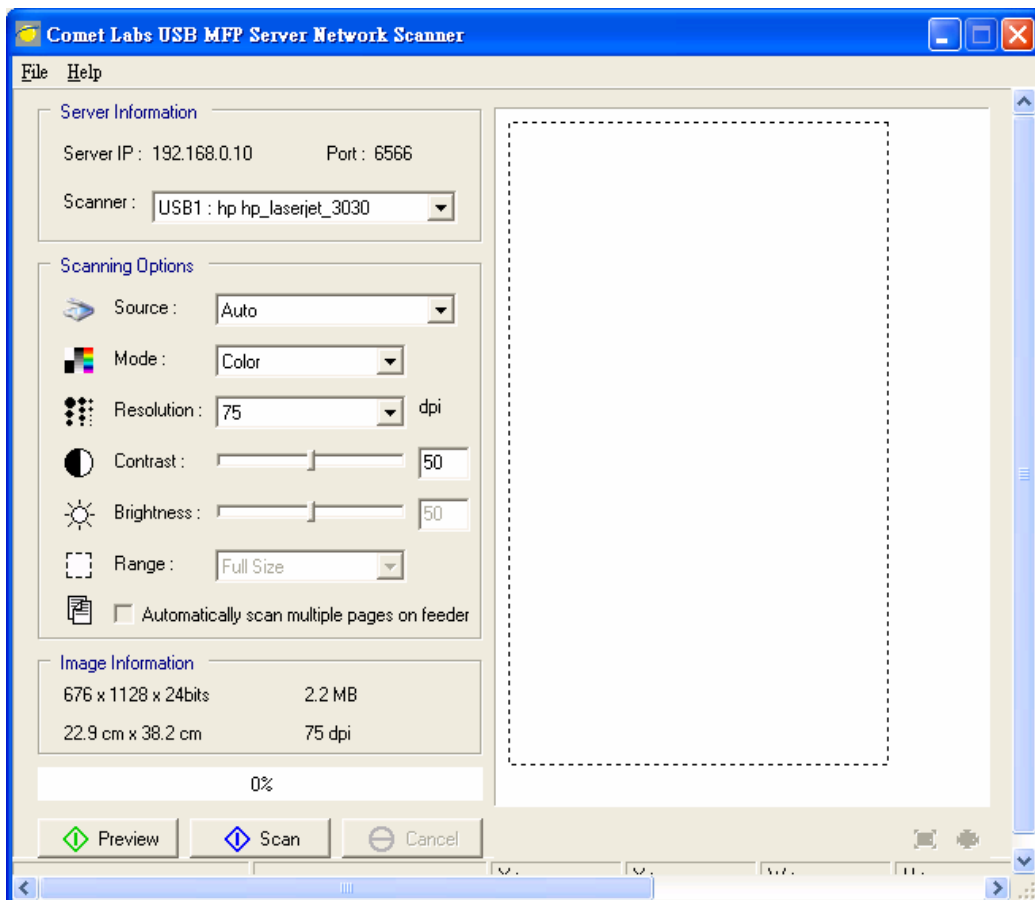 Comet Labs USB MFP Server Network Scanner
File Help
Server Information
Server IP : 192.168.0.10 Port : 6566
Scanner : USB1 : hp hp_laserjet_3030
Scanning Options
Source : Auto
Mode : Color
Resolution : 75 dpi
Contrast : 50
Brightness : 50
Range : Full Size
Automatically scan multiple pages on feeder
Image Information
676 x 1128 x 24bits 2.2 MB
22.9 cm x 38.2 cm 75 dpi
0%
Preview Scan Cancel